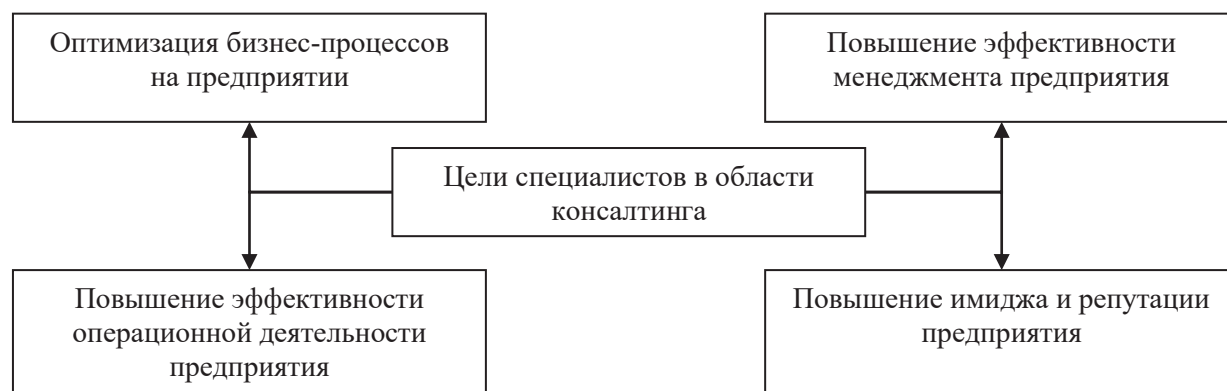 Оптимизация бизнес-процессов
на предприятии
Повышение эффективности
менеджмента предприятия
Цели специалистов в области
консалтинга
Повышение эффективности
операционной деятельности
предприятия
Повышение имиджа и репутации
предприятия